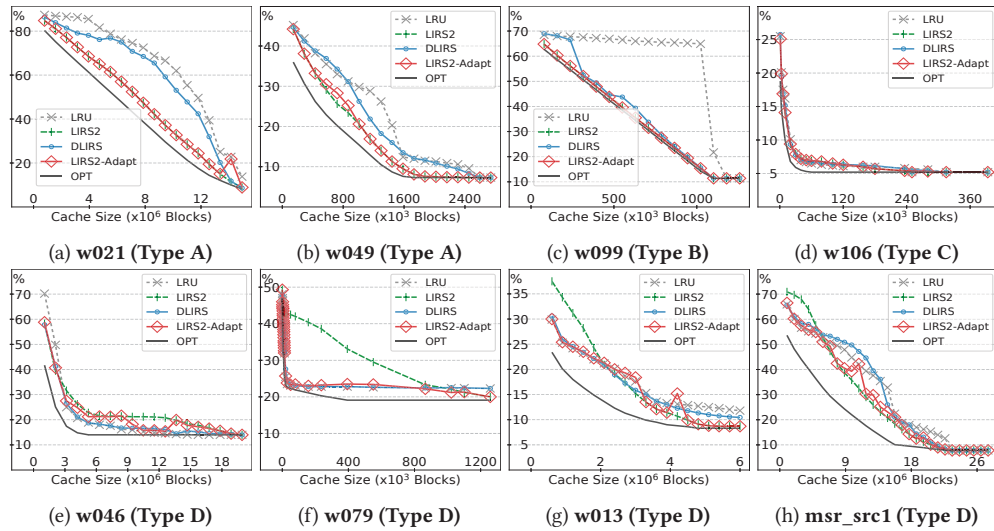 %
80
60
40
20
0
4
8
12
Cache Size (x10⁶ Blocks)
LRU
LIRS2
DLIRS
LIRS2-Adapt
OPT
(a) w021 (Type A)
%
40
30
20
10
0
800
1600
2400
Cache Size (x10³ Blocks)
LRU
LIRS2
DLIRS
LIRS2-Adapt
OPT
(b) w049 (Type A)
%
70
60
50
40
30
20
10
0
500
1000
Cache Size (x10³ Blocks)
LRU
LIRS2
DLIRS
LIRS2-Adapt
OPT
(c) w099 (Type B)
%
25
20
15
10
5
0
120
240
360
Cache Size (x10³ Blocks)
LRU
LIRS2
DLIRS
LIRS2-Adapt
OPT
(d) w106 (Type C)
%
70
60
50
40
30
20
10
0
3
6
9
12
15
18
Cache Size (x10⁶ Blocks)
LRU
LIRS2
DLIRS
LIRS2-Adapt
OPT
(e) w046 (Type D)
%
50
40
30
20
10
0
400
800
1200
Cache Size (x10³ Blocks)
LRU
LIRS2
DLIRS
LIRS2-Adapt
OPT
(f) w079 (Type D)
%
35
30
25
20
15
10
5
0
2
4
6
Cache Size (x10⁶ Blocks)
LRU
LIRS2
DLIRS
LIRS2-Adapt
OPT
(g) w013 (Type D)
%
70
60
50
40
30
20
10
0
9
18
26
Cache Size (x10⁶ Blocks)
LRU
LIRS2
DLIRS
LIRS2-Adapt
OPT
(h) msr_src1 (Type D)